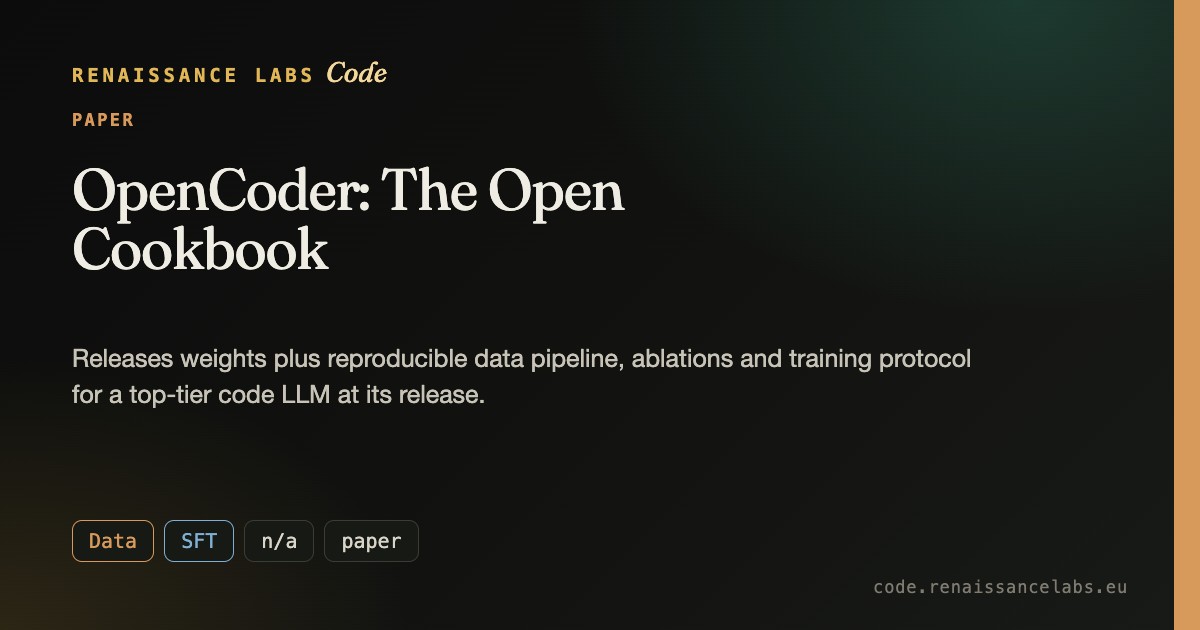 RENAISSANCE LABS Code
PAPER
OpenCoder: The Open
Cookbook
Releases weights plus reproducible data pipeline, ablations and training protocol
for a top-tier code LLM at its release.
Data SFT n/a paper
code.renaissancelabs.eu